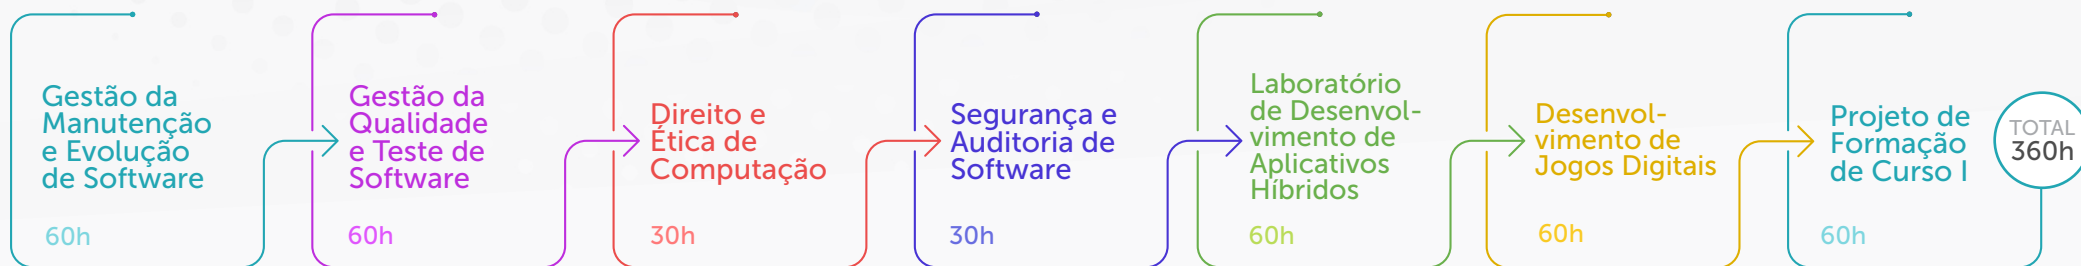 Gestão da
Manutenção
e Evolução
de Software
60h
Gestão da
Qualidade
e Teste de
Software
60h
Direito e
Ética de
Computação
30h
Segurança e
Auditoria de
Software
30h
Laboratório
de Desenvol-
vimento de
Aplicativos
Híbridos
60h
Desenvol-
vimento de
Jogos Digitais
60h
Projeto de
Formação
de Curso I
60h
TOTAL
360h